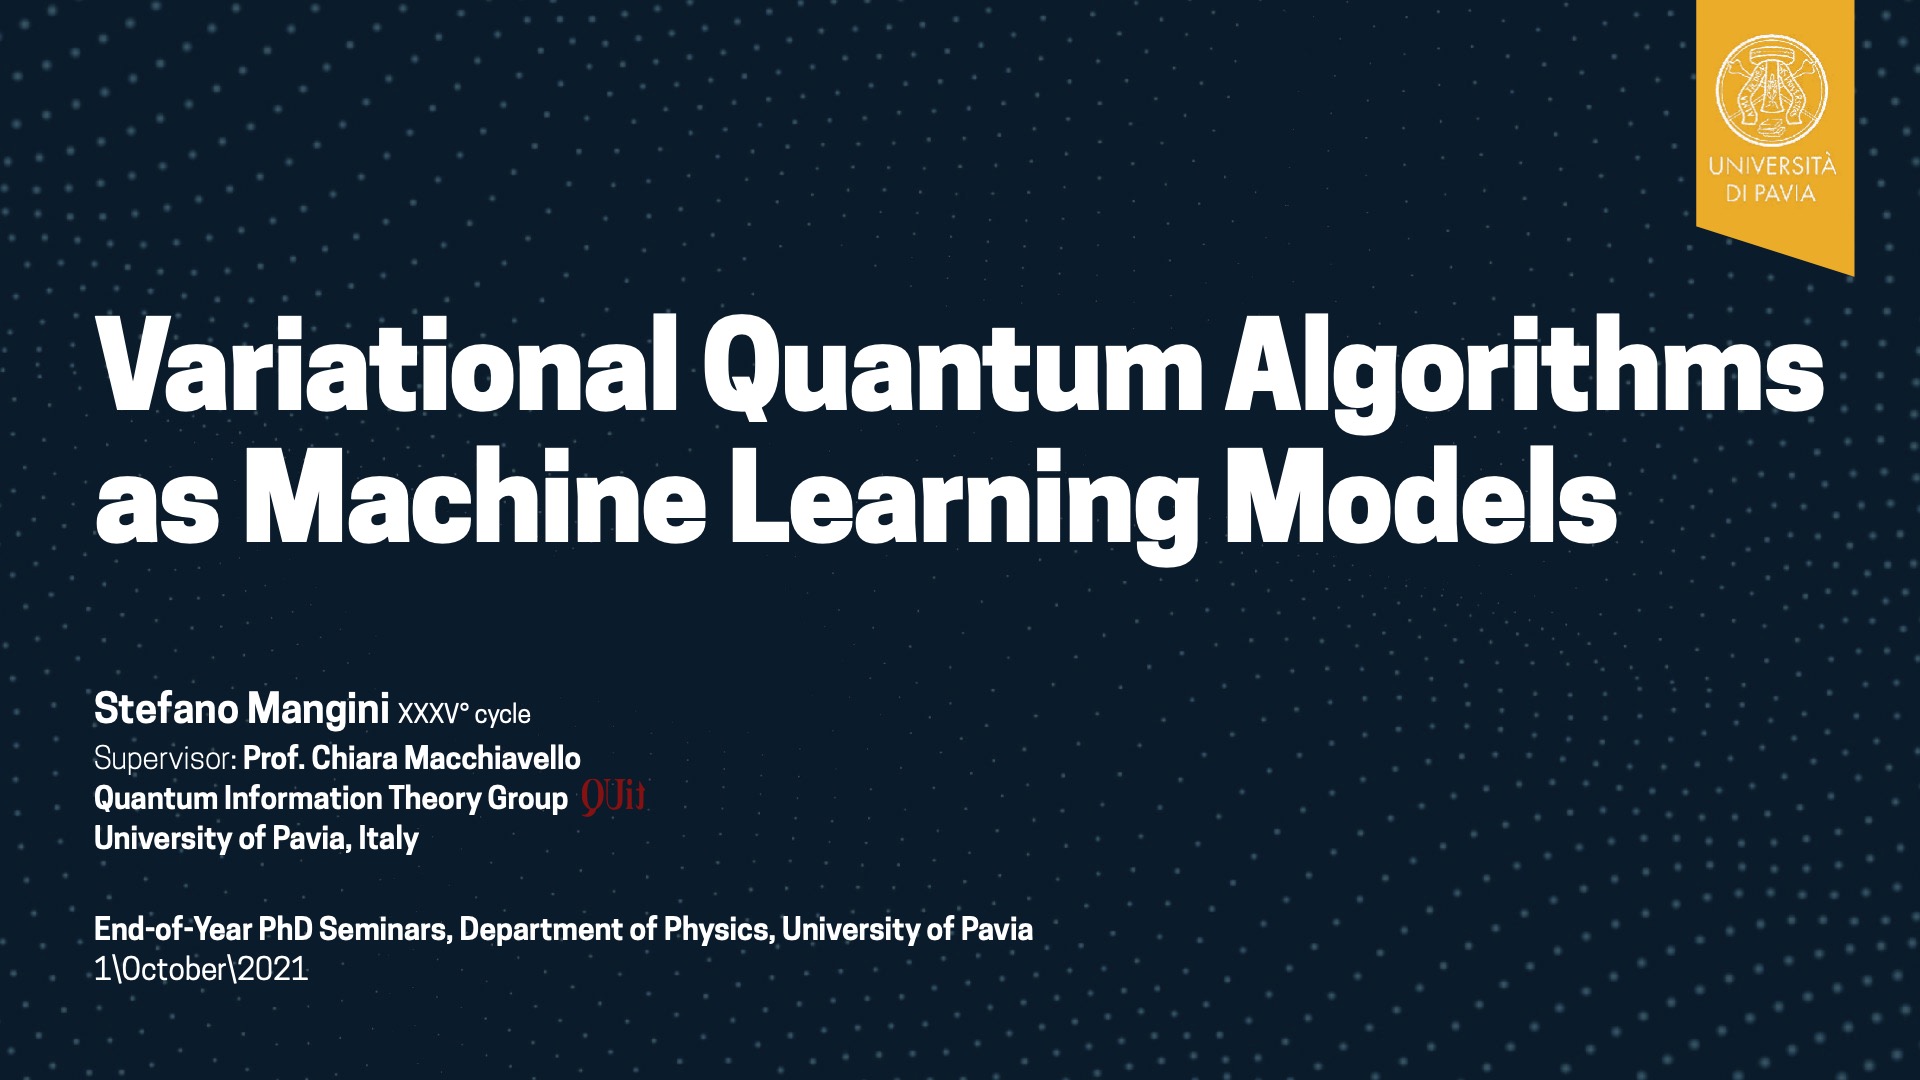 UNIVERSITÀ
DI PAVIA
Variational Quantum Algorithms
as Machine Learning Models
Stefano Mangini XXXV° cycle
Supervisor: Prof. Chiara Macchiavello
Quantum Information Theory Group QUit
University of Pavia, Italy
End-of-Year PhD Seminars, Department of Physics, University of Pavia
1\October\2021